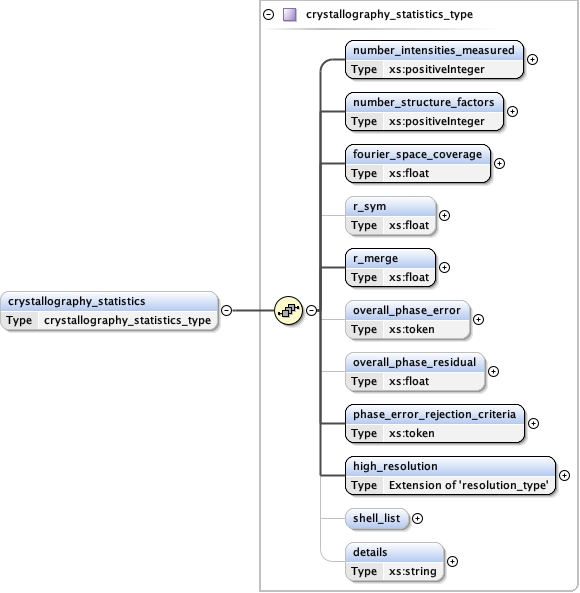 crystallography_statistics_type
number_intensities_measured
Type xs:positiveInteger
number_structure_factors
Type xs:positiveInteger
fourier_space_coverage
Type xs:float
r_sym
Type xs:float
r_merge
Type xs:float
crystallography_statistics
Type crystallography_statistics_type
overall_phase_error
Type xs:token
overall_phase_residual
Type xs:float
phase_error_rejection_criteria
Type xs:token
high_resolution
Type Extension of 'resolution_type'
shell_list
details
Type xs:string